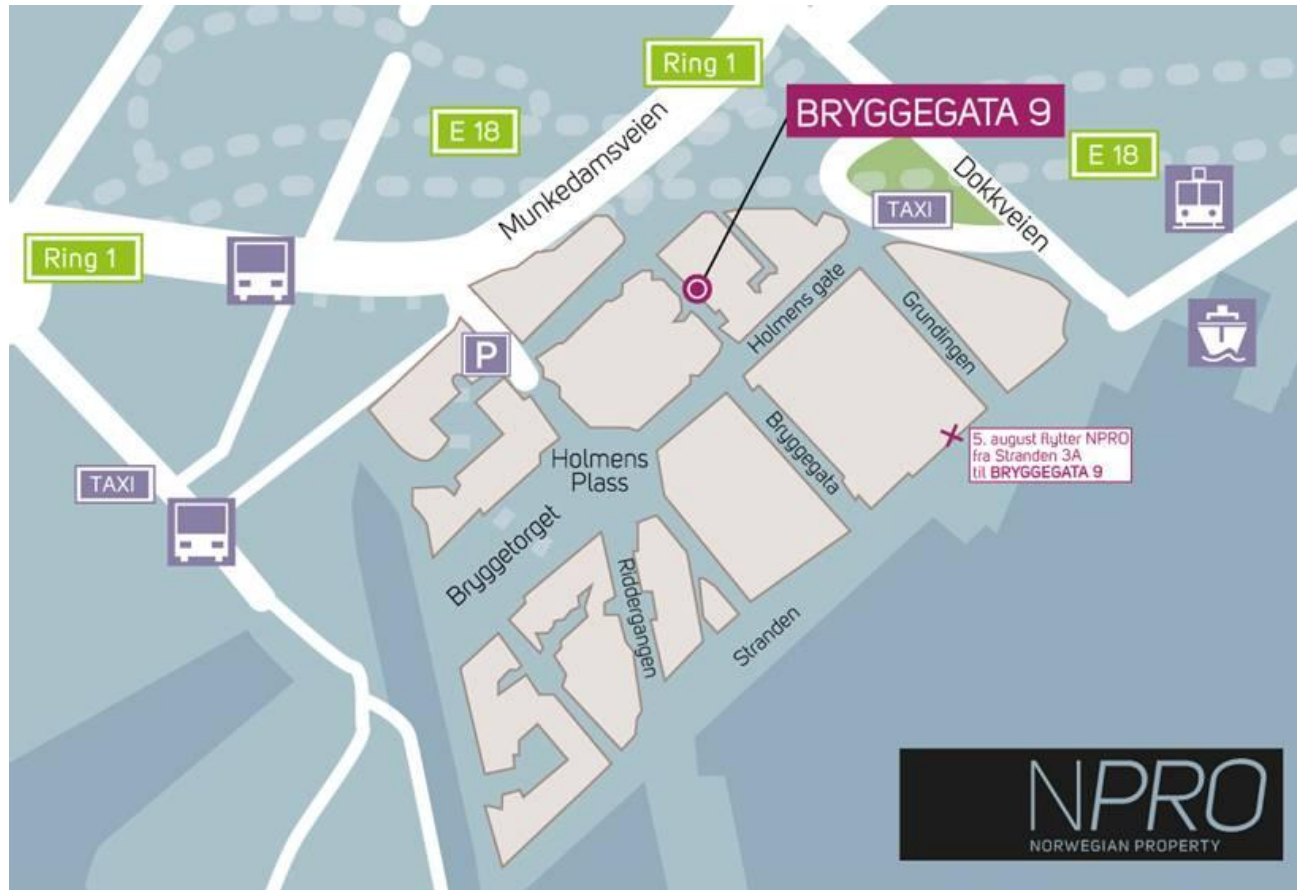 Ring 1
BRYGGEGATA 9
E 18
E 18
Munkedamsveien
Dokkveien
TAXI
Ring 1
Holmens gate
Grundingen
P
5. august flytter NPRO
fra Stranden 3A
til BRYGGEGATA 9
Bryggegata
Holmens
Plass
TAXI
Bryggetorget
Riddergangen
Stranden
NPRO
NORWEGIAN PROPERTY